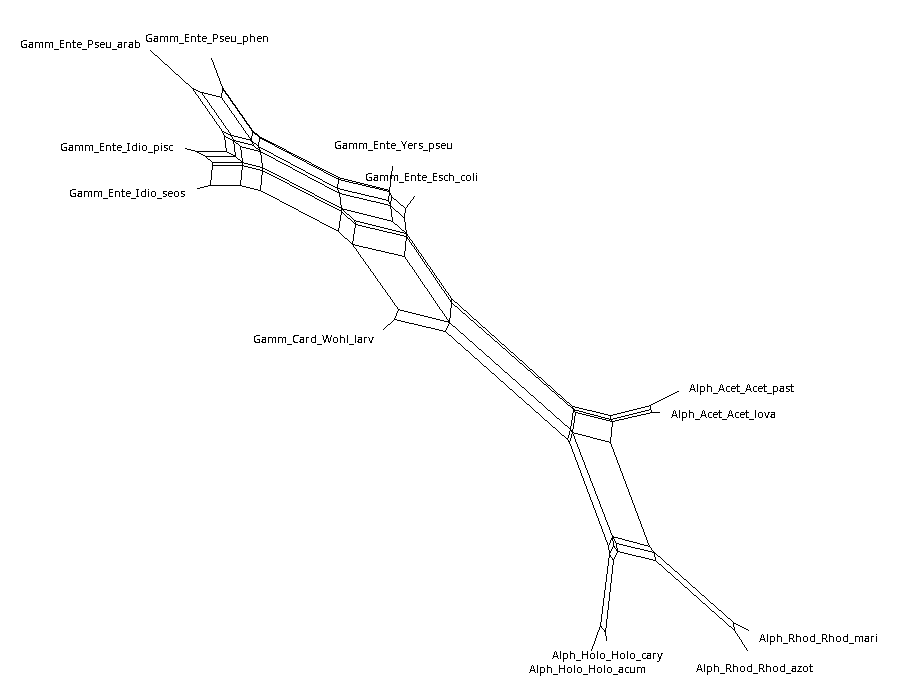 Gamm_Ente_Pseu_arab
Gamm_Ente_Pseu_phen
Gamm_Ente_Idio_pisc
Gamm_Ente_Yers_pseu
Gamm_Ente_Esch_coli
Gamm_Ente_Idio_seos
Gamm_Card_Wohl_larv
Alph_Acet_Acet_past
Alph_Acet_Acet_lova
Alph_Rhod_Rhod_mari
Alph_Holo_Holo_cary
Alph_Holo_Holo_acum
Alph_Rhod_Rhod_azot